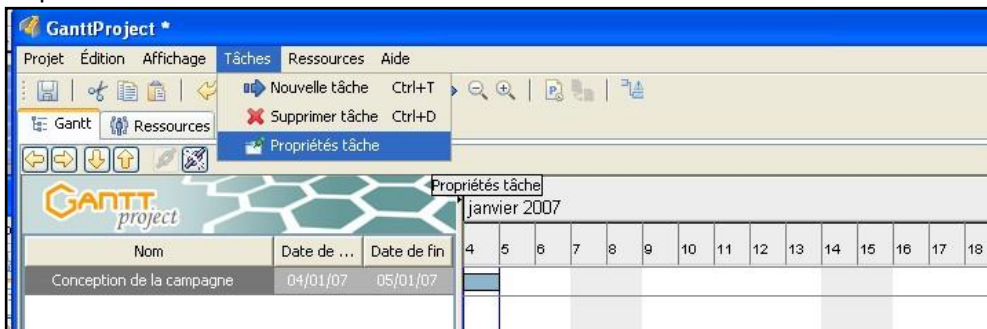 GanttProject *
Projet Édition Affichage Tâches Ressources Aide
Nouvelle tâche Ctrl+T
Supprimer tâche Ctrl+D
Propriétés tâche
Gantt Ressources
Propriétés tâche
GANTT project
janvier 2007
Nom Date de ... Date de fin 4 5 6 7 8 9 10 11 12 13 14 15 16 17 18
Conception de la campagne 04/01/07 05/01/07